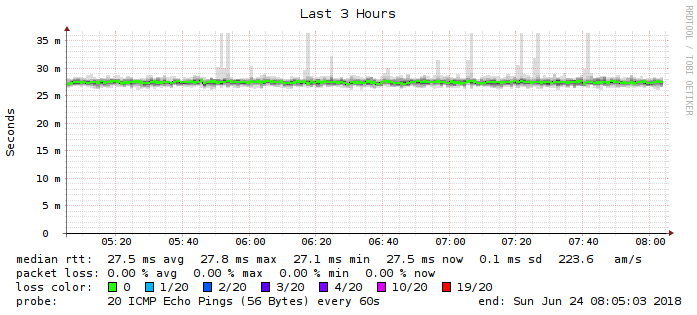 Last 3 Hours
RRDTOOL / TOBI OETIKER
Seconds
35 m
30 m
25 m
20 m
15 m
10 m
5 m
0
05:20 05:40 06:00 06:20 06:40 07:00 07:20 07:40 08:00
median rtt: 27.5 ms avg 27.8 ms max 27.1 ms min 27.5 ms now 0.1 ms sd 223.6 am/s
packet loss: 0.00 % avg 0.00 % max 0.00 % min 0.00 % now
loss color: 0 1/20 2/20 3/20 4/20 10/20 19/20
probe: 20 ICMP Echo Pings (56 Bytes) every 60s end: Sun Jun 24 08:05:03 2018